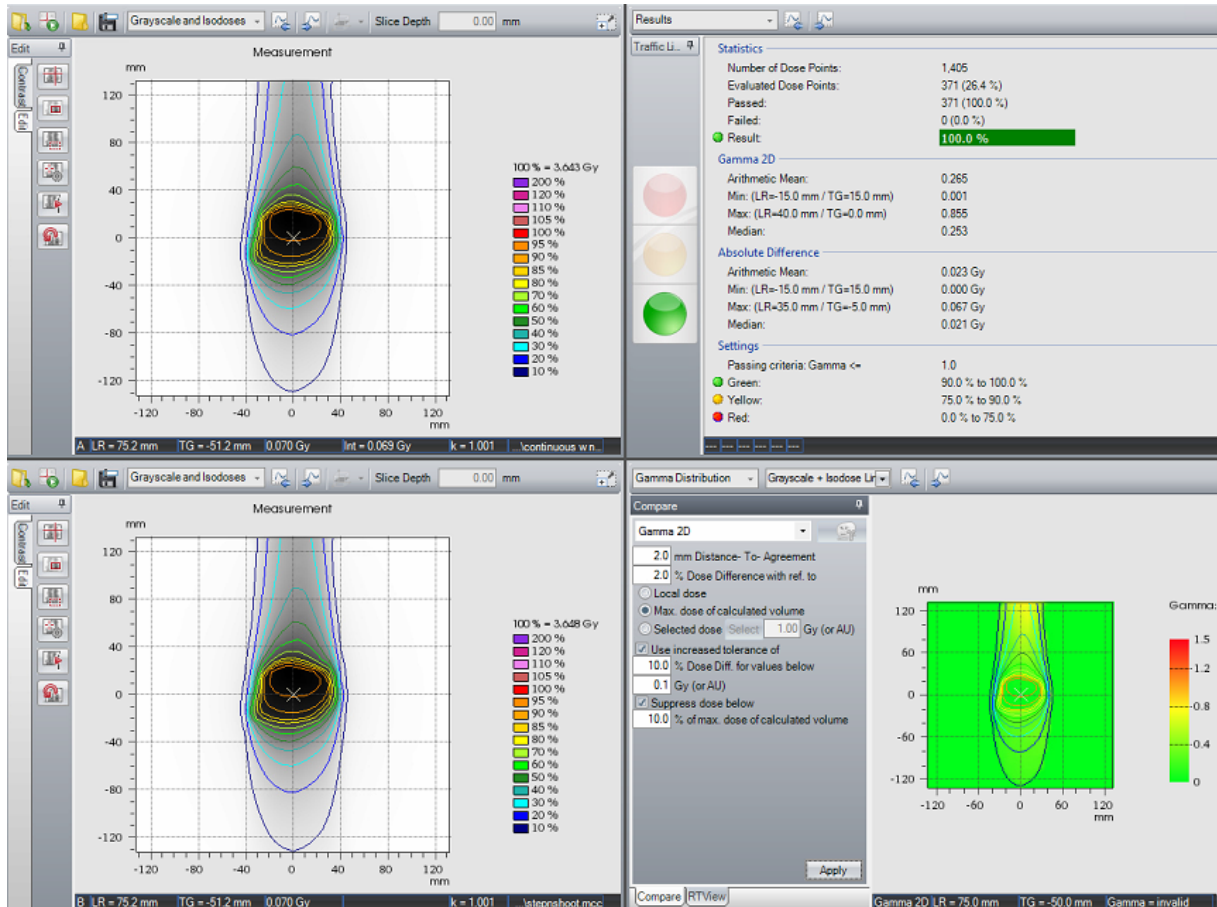 Grayscale and Isodoses
Slice Depth 0.00 mm
Edit
Contrast
Edit
Measurement
mm
120
80
40
0
-40
-80
-120
-120 -80 -40 0 40 80 120
mm
100 % = 3.643 Gy
200 %
120 %
110 %
105 %
100 %
95 %
90 %
85 %
80 %
70 %
60 %
50 %
40 %
30 %
20 %
10 %
A LR = 75.2 mm TG = -51.2 mm 0.070 Gy Int = 0.069 Gy k = 1.001 ...\continuous w n...
Results
Traffic Li...
Statistics
Number of Dose Points: 1,405
Evaluated Dose Points: 371 (26.4 %)
Passed: 371 (100.0 %)
Failed: 0 (0.0 %)
Result: 100.0 %
Gamma 2D
Arithmetic Mean: 0.265
Min: (LR=-15.0 mm / TG=15.0 mm) 0.001
Max: (LR=40.0 mm / TG=0.0 mm) 0.855
Median: 0.253
Absolute Difference
Arithmetic Mean: 0.023 Gy
Min: (LR=-15.0 mm / TG=15.0 mm) 0.000 Gy
Max: (LR=35.0 mm / TG=-5.0 mm) 0.067 Gy
Median: 0.021 Gy
Settings
Passing criteria: Gamma <= 1.0
Green: 90.0 % to 100.0 %
Yellow: 75.0 % to 90.0 %
Red: 0.0 % to 75.0 %
--- --- --- --- --- ---
Grayscale and Isodoses
Slice Depth 0.00 mm
Edit
Contrast
Edit
Measurement
mm
120
80
40
0
-40
-80
-120
-120 -80 -40 0 40 80 120
mm
100 % = 3.648 Gy
200 %
120 %
110 %
105 %
100 %
95 %
90 %
85 %
80 %
70 %
60 %
50 %
40 %
30 %
20 %
10 %
B LR = 75.2 mm TG = -51.2 mm 0.070 Gy k = 1.001 ...\stepnshoot.mcc
Gamma Distribution
Grayscale + Isodose Lin
Compare
Gamma 2D
2.0 mm Distance- To- Agreement
2.0 % Dose Difference with ref. to
Local dose
Max. dose of calculated volume
Selected dose Select 1.00 Gy (or AU)
Use increased tolerance of
10.0 % Dose Diff. for values below
0.1 Gy (or AU)
Suppress dose below
10.0 % of max. dose of calculated volume
Apply
Compare RTView
mm
120
60
0
-60
-120
-120 -60 0 60 120
mm
Gamma:
1.5
1.2
0.8
0.4
0
Gamma 2D LR = 75.0 mm TG = -50.0 mm Gamma = invalid